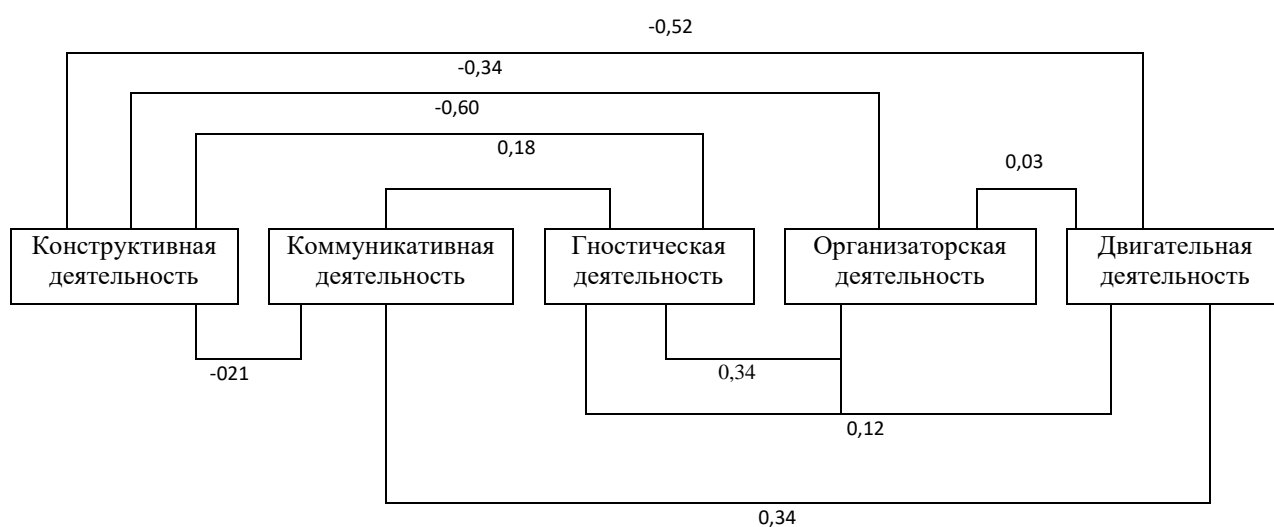 -0,52
-0,34
-0,60
0,18
0,03
Конструктивная
деятельность
Коммуникативная
деятельность
Гностическая
деятельность
Организаторская
деятельность
Двигательная
деятельность
-021
0,34
0,12
0,34